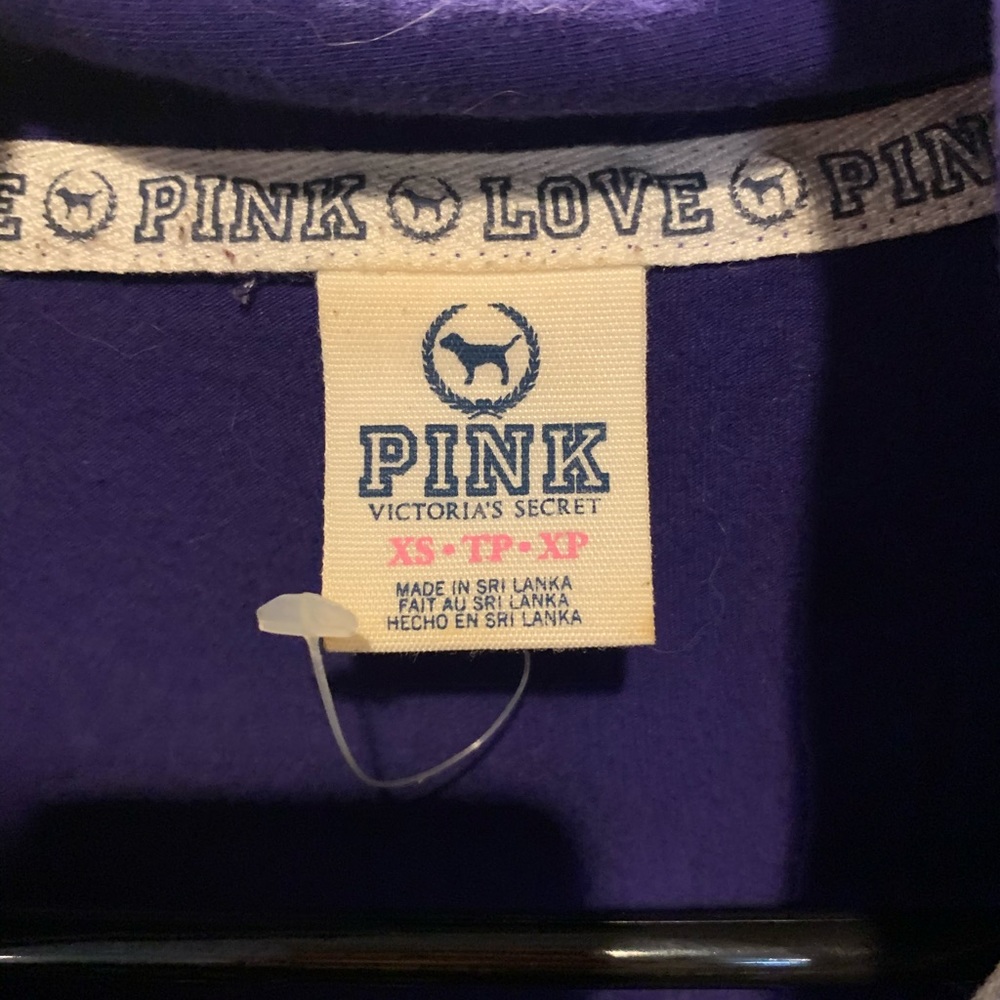 E PINK LOVE PIN
PINK
VICTORIA'S SECRET
XS • TP • XP
MADE IN SRI LANKA
FAIT AU SRI LANKA
HECHO EN SRI LANKA